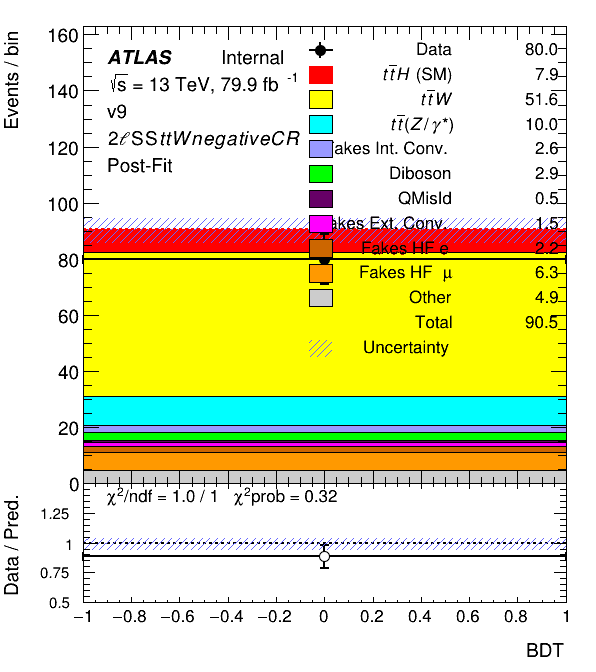 Events / bin
160
140
120
100
80
60
40
20
0
ATLAS Internal
√s = 13 TeV, 79.9 fb⁻¹
v9
2ℓSSttWnegativeCR
Post-Fit
Data 80.0
tt̅H (SM) 7.9
tt̅W 51.6
tt̅(Z/γ*) 10.0
akes Int. Conv. 2.6
Diboson 2.9
QMisId 0.5
akes Ext. Conv. 1.5
Fakes HF e 2.2
Fakes HF μ 6.3
Other 4.9
Total 90.5
Uncertainty
χ²/ndf = 1.0 / 1 χ²prob = 0.32
Data / Pred.
1.25
1
0.75
0.5
−1 −0.8 −0.6 −0.4 −0.2 0 0.2 0.4 0.6 0.8 1
BDT